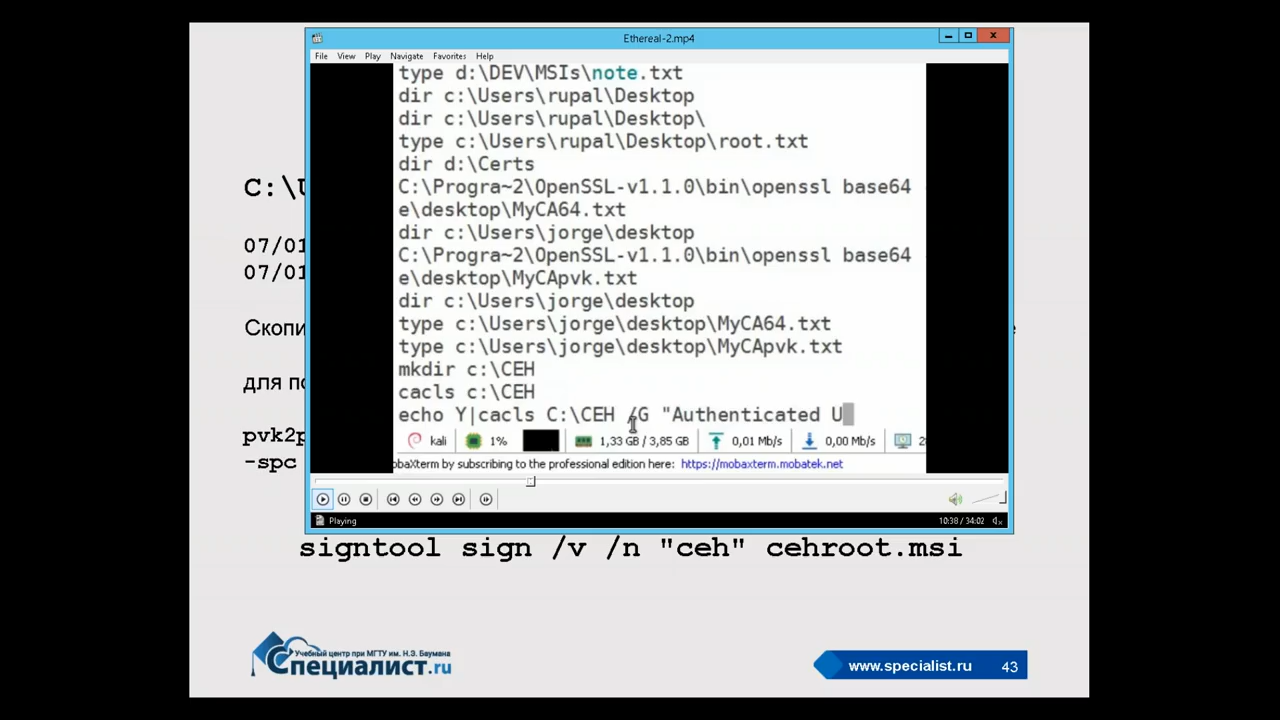 Ethereal-2.mp4
File View Play Navigate Favorites Help
type d:\DEV\MSIs\note.txt
dir c:\Users\rupal\Desktop
dir c:\Users\rupal\Desktop\
type c:\Users\rupal\Desktop\root.txt
dir d:\Certs
C:\Progra~2\OpenSSL-v1.1.0\bin\openssl base64
e\desktop\MyCA64.txt
dir c:\Users\jorge\desktop
C:\Progra~2\OpenSSL-v1.1.0\bin\openssl base64
e\desktop\MyCApvk.txt
dir c:\Users\jorge\desktop
type c:\Users\jorge\desktop\MyCA64.txt
type c:\Users\jorge\desktop\MyCApvk.txt
mkdir c:\CEH
cacls c:\CEH
echo Y|cacls C:\CEH /G "Authenticated U
kali 1% 1,33 GB / 3,85 GB 0,01 Mb/s 0,00 Mb/s
obaXterm by subscribing to the professional edition here: https://mobaxterm.mobatek.net
Playing 10:38 / 34:02
C:\U
07/01
07/01
Скопи
для по
pvk2p
-spc
signtool sign /v /n "ceh" cehroot.msi
Учебный центр при МГТУ им. Н.Э. Баумана
Специалист.ru
www.specialist.ru 43